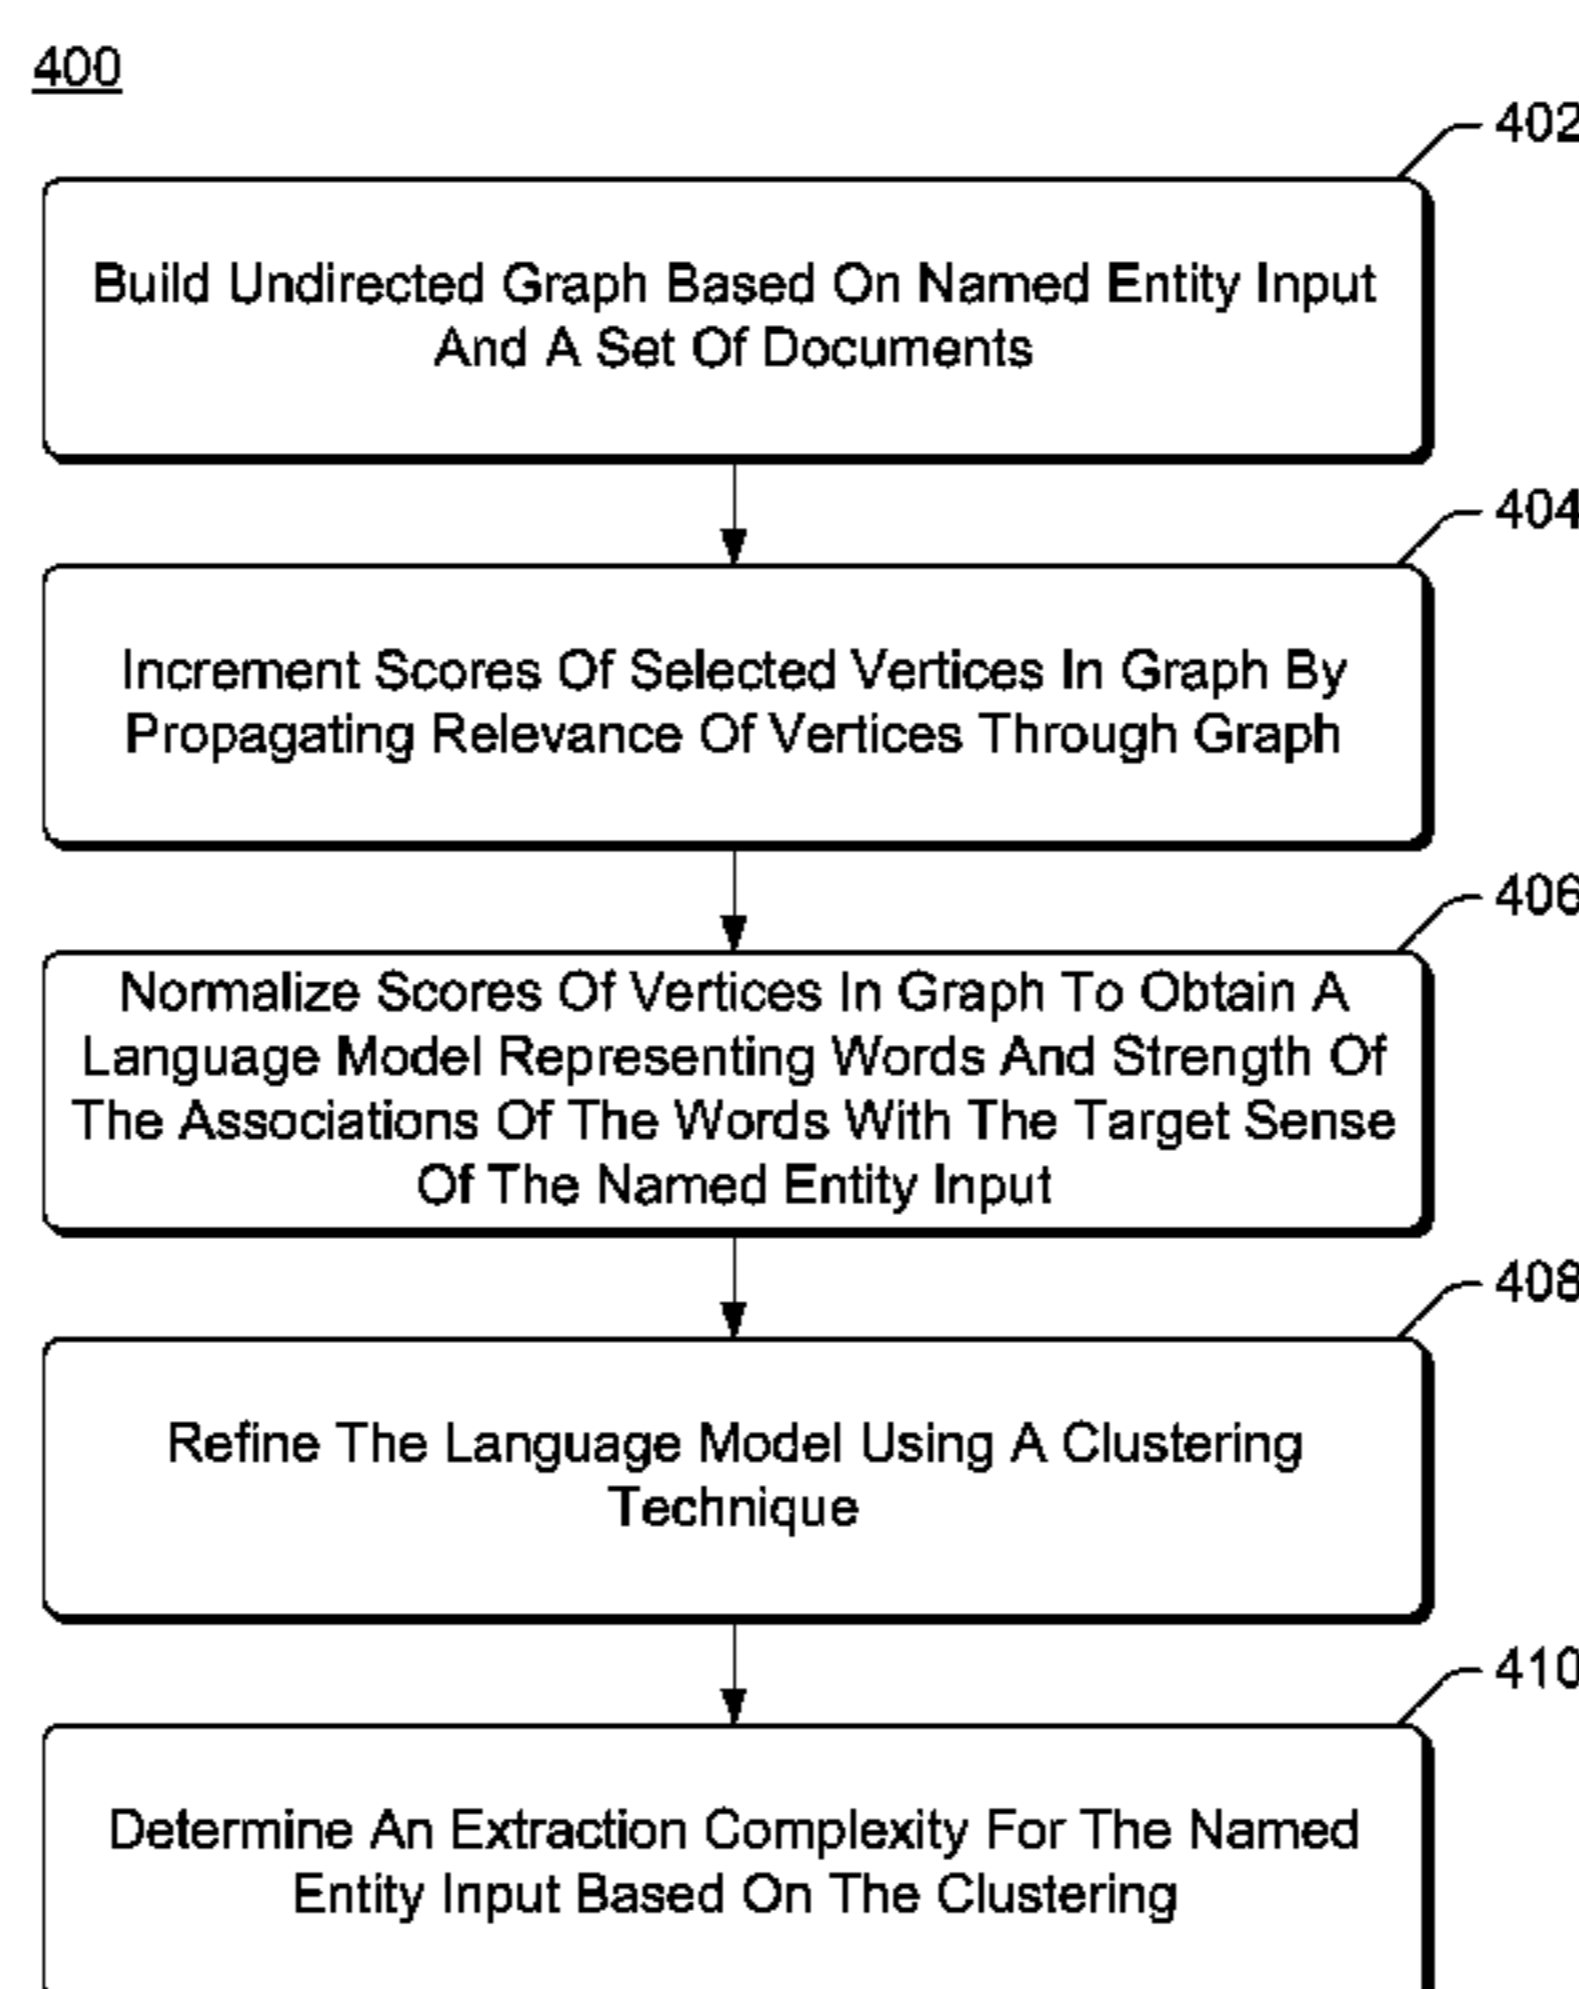 400
402
Build Undirected Graph Based On Named Entity Input
And A Set Of Documents
404
Increment Scores Of Selected Vertices In Graph By
Propagating Relevance Of Vertices Through Graph
406
Normalize Scores Of Vertices In Graph To Obtain A
Language Model Representing Words And Strength Of
The Associations Of The Words With The Target Sense
Of The Named Entity Input
408
Refine The Language Model Using A Clustering
Technique
410
Determine An Extraction Complexity For The Named
Entity Input Based On The Clustering